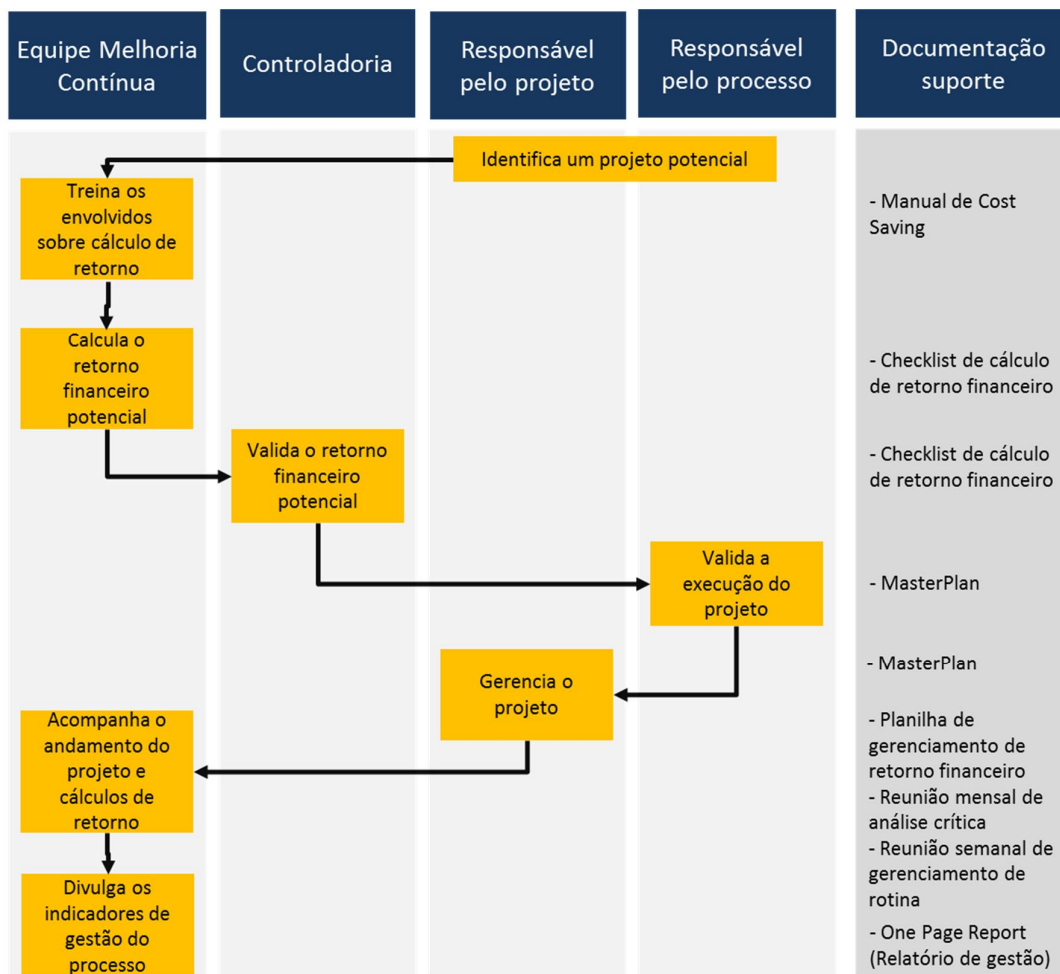 Equipe Melhoria
Contínua
Controladoria
Responsável
pelo projeto
Responsável
pelo processo
Documentação
suporte
Identifica um projeto potencial
Treina os
envolvidos
sobre cálculo de
retorno
- Manual de Cost
Saving
Calcula o
retorno
financeiro
potencial
- Checklist de cálculo
de retorno financeiro
Valida o retorno
financeiro
potencial
- Checklist de cálculo
de retorno financeiro
Valida a
execução do
projeto
- MasterPlan
Gerencia o
projeto
- MasterPlan
Acompanha o
andamento do
projeto e
cálculos de
retorno
- Planilha de
gerenciamento de
retorno financeiro
- Reunião mensal de
análise crítica
- Reunião semanal de
gerenciamento de
rotina
Divulga os
indicadores de
gestão do
processo
- One Page Report
(Relatório de gestão)